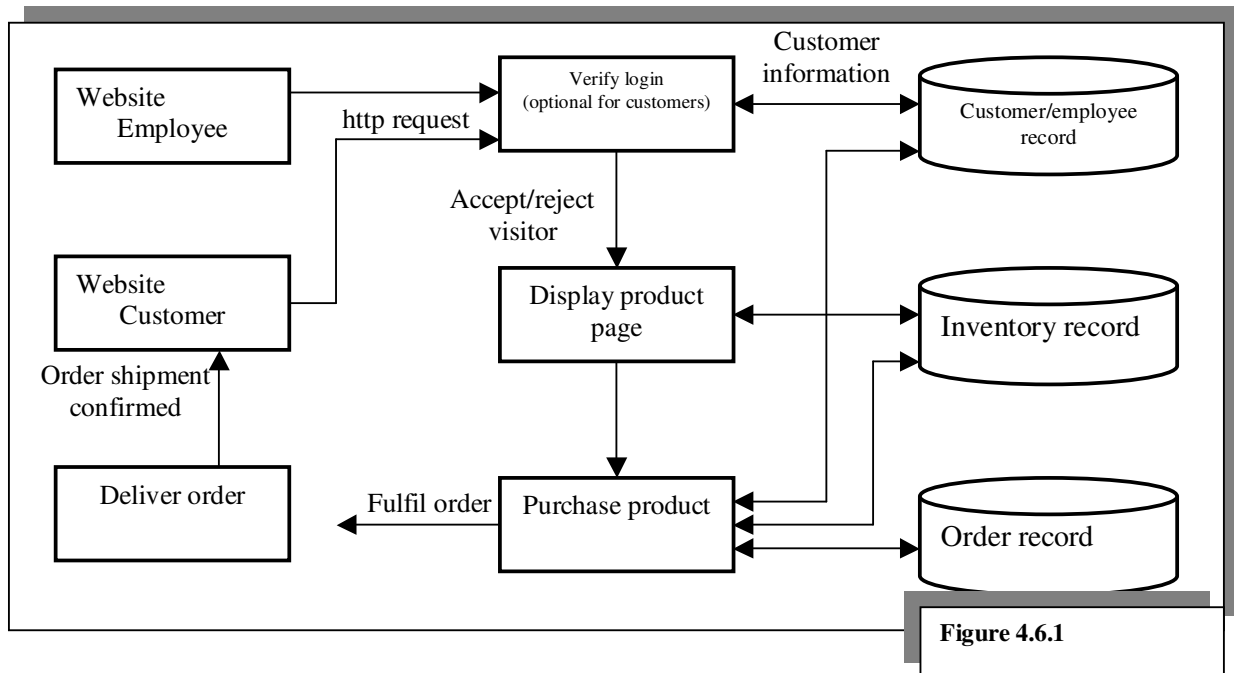 Website
Employee
http request
Verify login
(optional for customers)
Customer
information
Customer/employee
record
Accept/reject
visitor
Website
Customer
Display product
page
Inventory record
Order shipment
confirmed
Deliver order
Fulfil order
Purchase product
Order record
Figure 4.6.1